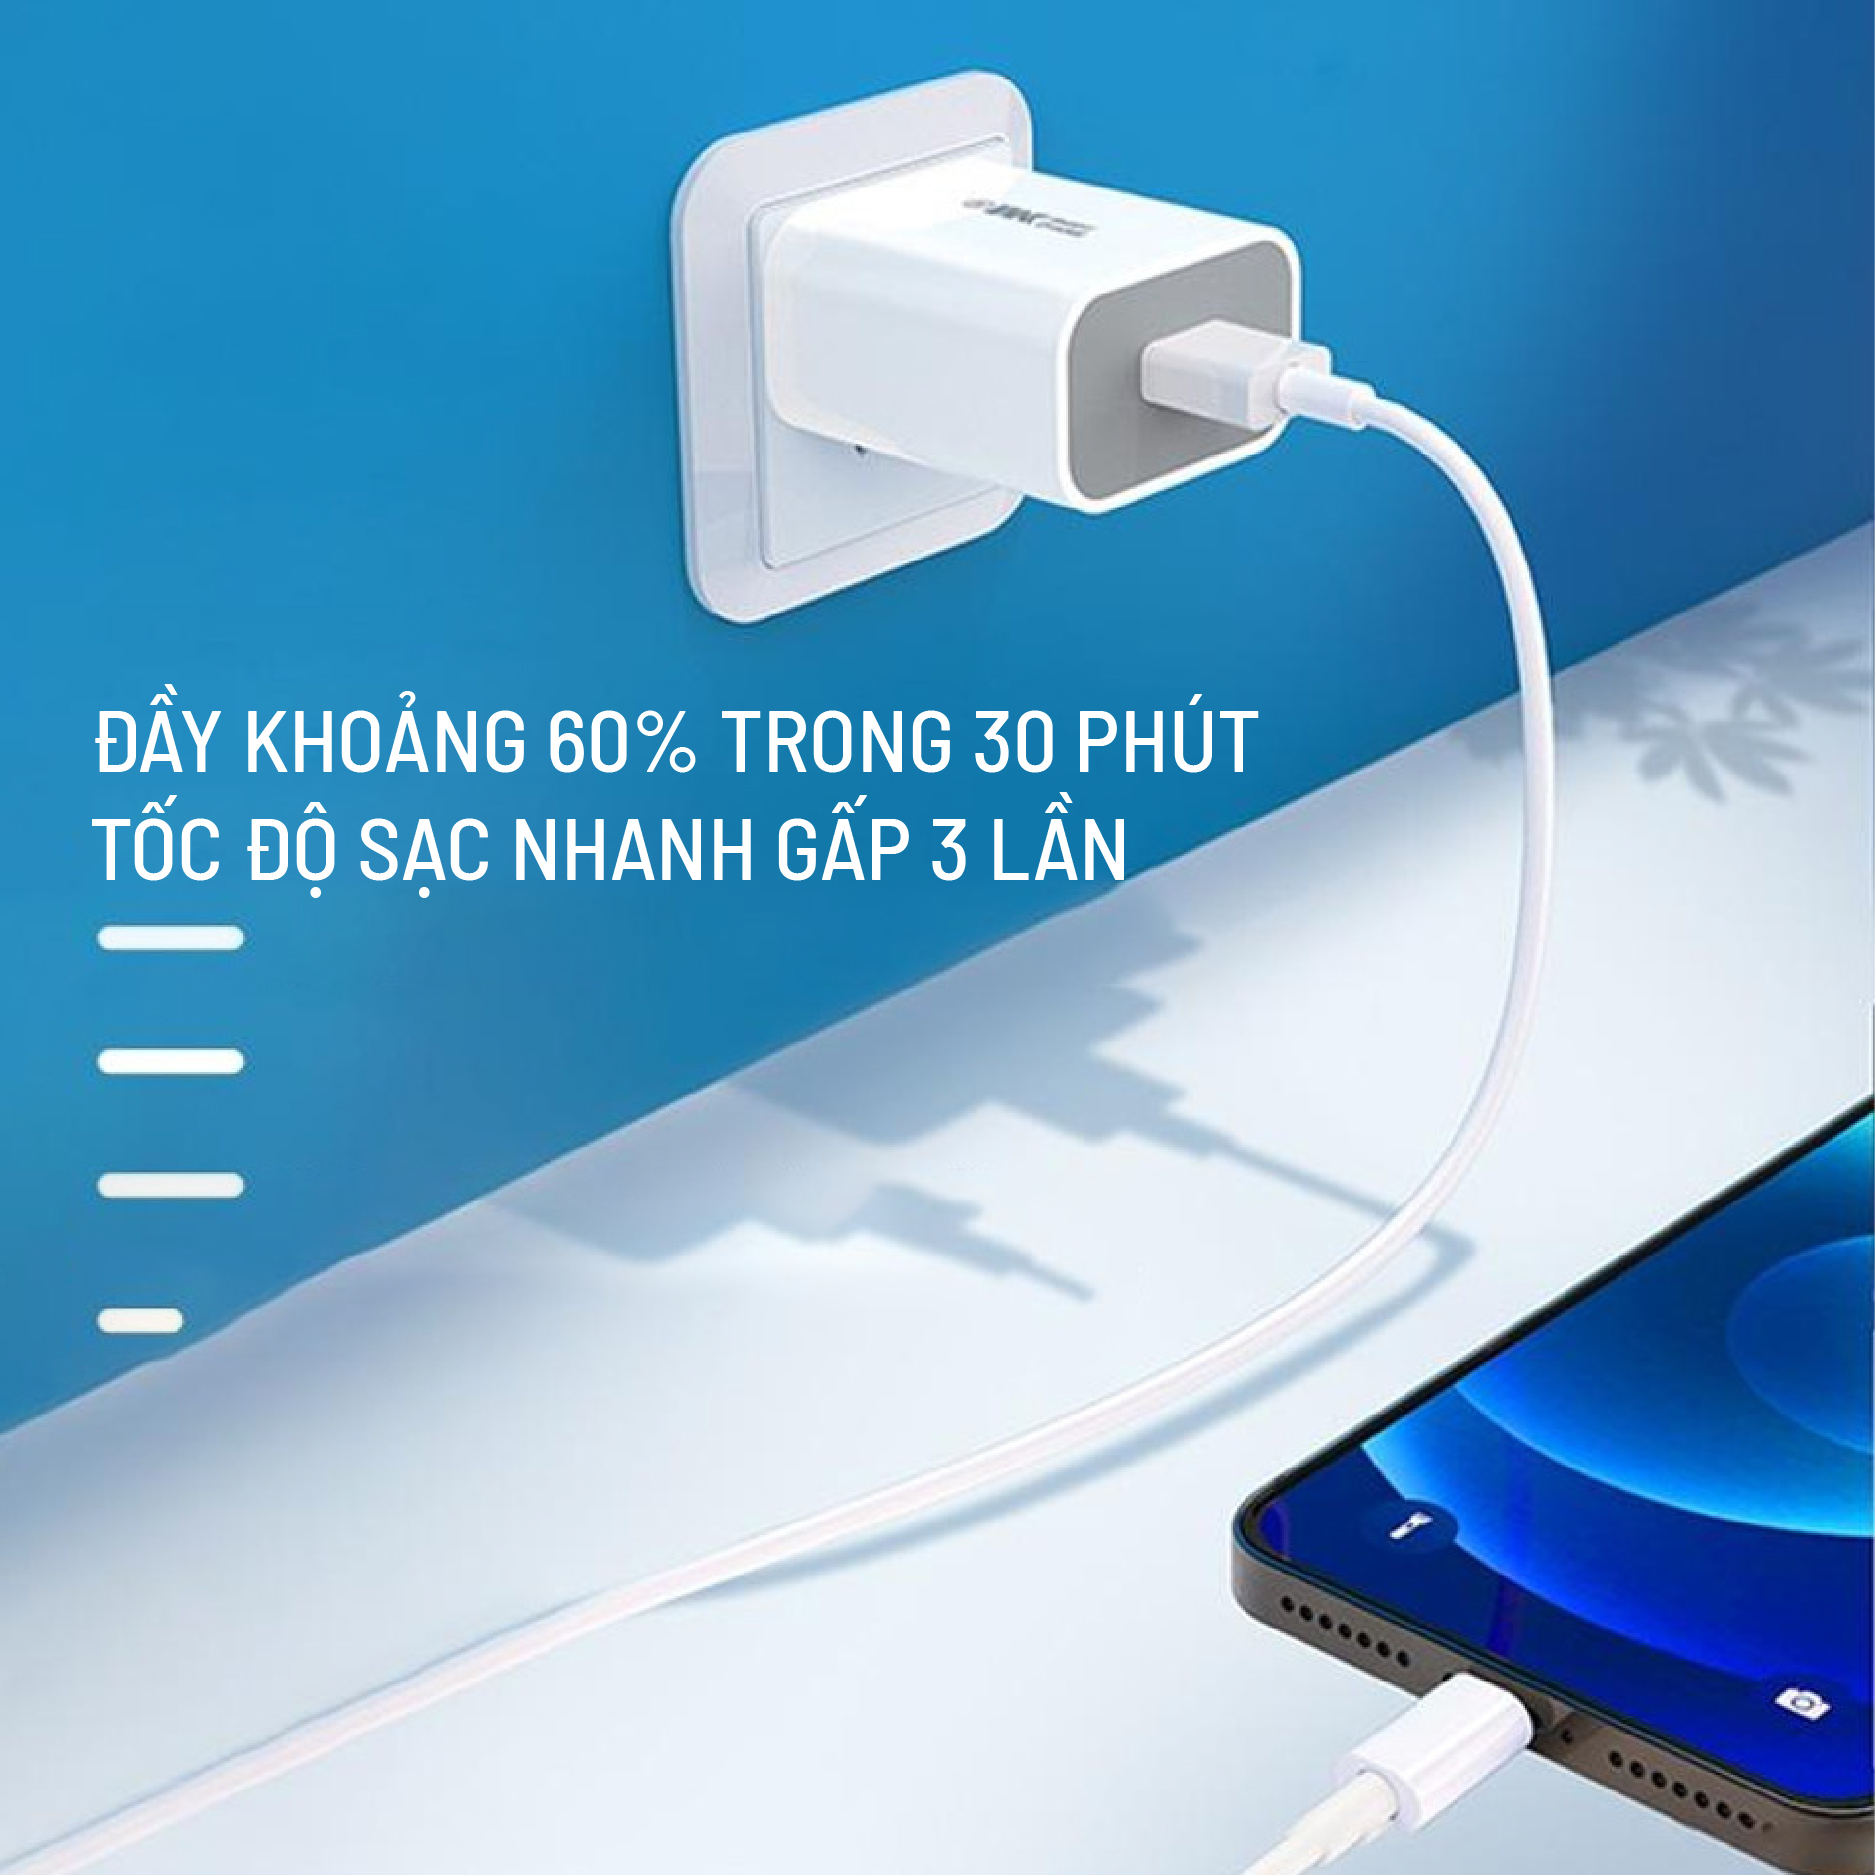 ĐẦY KHOẢNG 60% TRONG 30 PHÚT
TỐC ĐỘ SẠC NHANH GẤP 3 LẦN